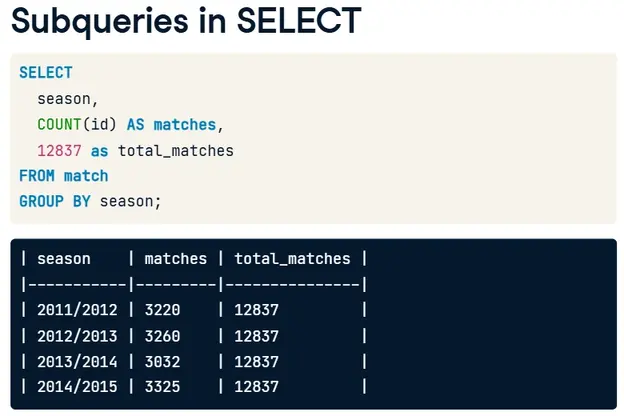 Subqueries in SELECT
SELECT
  season,
  COUNT(id) AS matches,
  12837 as total_matches
FROM match
GROUP BY season;
| season    | matches | total_matches |
|-----------|---------|---------------|
| 2011/2012 | 3220    | 12837         |
| 2012/2013 | 3260    | 12837         |
| 2013/2014 | 3032    | 12837         |
| 2014/2015 | 3325    | 12837         |